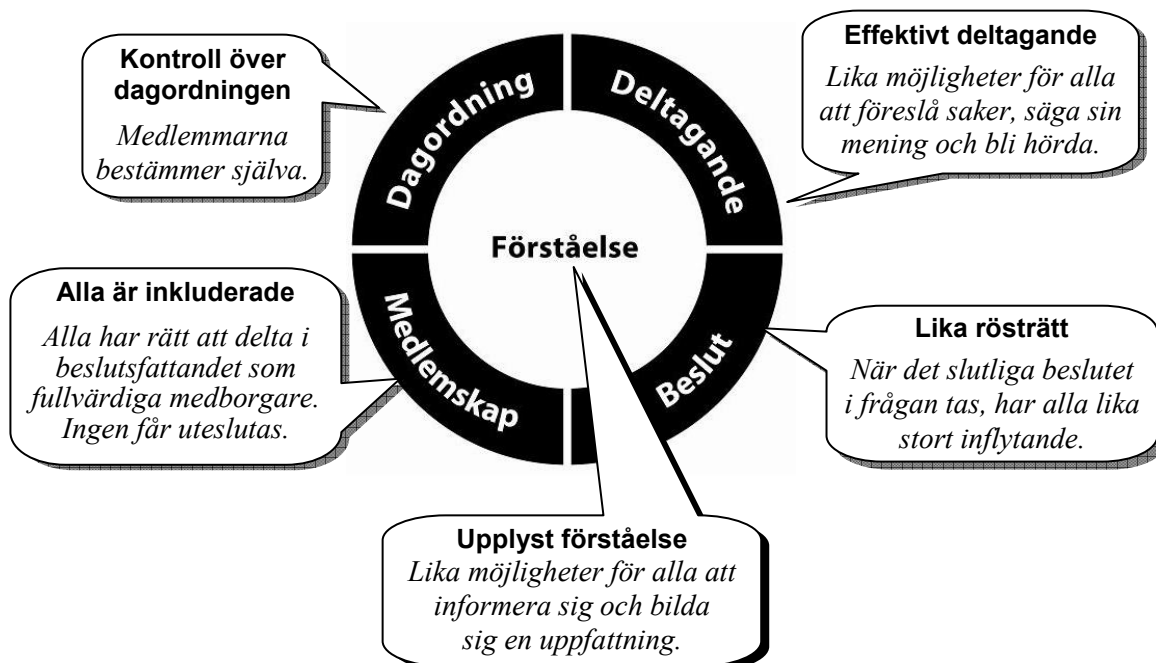 Kontroll över
dagordningen
Medlemmarna
bestämmer själva.
Dagordning
Deltagande
Effektivt deltagande
Lika möjligheter för alla
att föreslå saker, säga sin
mening och bli hörda.
Förståelse
Alla är inkluderade
Alla har rätt att delta i
beslutsfattandet som
fullvärdiga medborgare.
Ingen får uteslutas.
Medlemskap
Beslut
Lika rösträtt
När det slutliga beslutet
i frågan tas, har alla lika
stort inflytande.
Upplyst förståelse
Lika möjligheter för alla att
informera sig och bilda
sig en uppfattning.